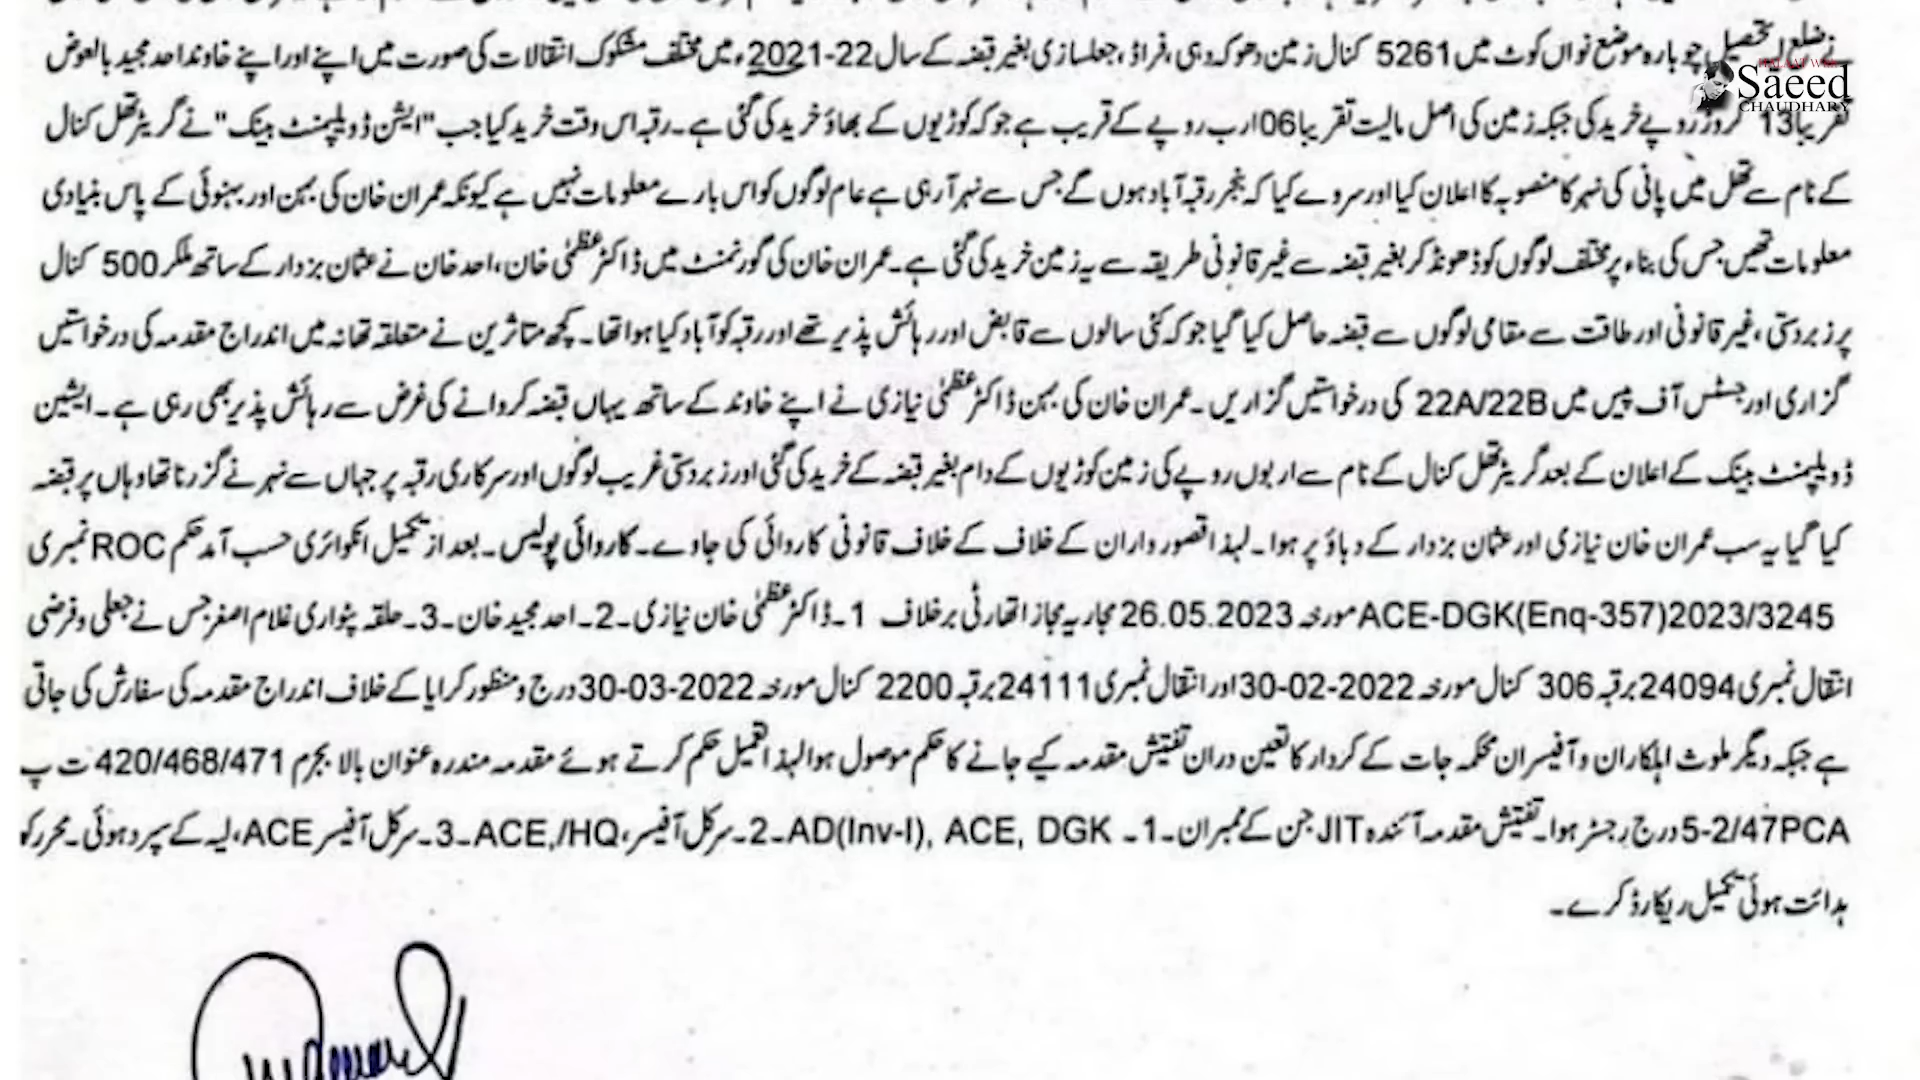 نے ضلع لیہ تحصیل چوبارہ موضع نواں کوٹ میں 5261 کنال زمین دھوکہ دہی، فراڈ، جعلسازی بغیر قبضہ کے سال 22-2021ء میں مختلف مشکوک انتقالات کی صورت میں اپنے اور اپنے خاوند احد مجید بالعوض
Saeed
CHAUDHARY
تقریبا 13 کروڑ روپے خرید کی جبکہ زمین کی اصل مالیت تقریبا 06 ارب روپے کے قریب ہے جو کہ کوڑیوں کے بھاؤ خرید کی گئی ہے۔ رقبہ اس وقت خرید کیا جب "ایشن ڈویلپمنٹ بینک" نے گریٹر تھل کنال
کے نام سے تھل میں پانی کی نہر کا منصوبہ کا اعلان کیا اور سروے کیا کہ بنجر رقبہ آباد ہوں گے جس سے نہر آ رہی ہے عام لوگوں کو اس بارے معلومات نہیں ہے کیونکہ عمران خان کی بہن اور بہنوئی کے پاس بنیادی
معلومات تھیں جس کی بناء پر مختلف لوگوں کو ڈھونڈ کر بغیر قبضہ سے غیر قانونی طریقہ سے یہ زمین خرید کی گئی ہے۔ عمران خان کی گورنمنٹ میں ڈاکٹر عظمیٰ خان، احد خان نے عثمان بزدار کے ساتھ ملکر 500 کنال
پر زبردستی، غیر قانونی اور طاقت سے مقامی لوگوں سے قبضہ حاصل کیا گیا جو کہ کئی سالوں سے قابض اور رہائش پذیر تھے اور رقبہ کو آباد کیا ہوا تھا۔ کچھ متاثرین نے متعلقہ تھانہ میں اندراج مقدمہ کی درخواستیں
گزاری اور جسٹس آف پیس میں 22A/22B کی درخواستیں گزاریں۔ عمران خان کی بہن ڈاکٹر عظمیٰ نیازی نے اپنے خاوند کے ساتھ یہاں قبضہ کروانے کی غرض سے رہائش پذیر بھی رہی ہے۔ ایشین
ڈویلپمنٹ بینک کے اعلان کے بعد گریٹر تھل کنال کے نام سے اربوں روپے کی زمین کوڑیوں کے دام بغیر قبضہ کے خرید کی گئی اور زبردستی غریب لوگوں اور سرکاری رقبہ پر جہاں سے نہر نے گزرنا تھا وہاں پر قبضہ
کیا گیا یہ سب عمران خان نیازی اور عثمان بزدار کے دباؤ پر ہوا۔ لہذا قصور واران کے خلاف کے خلاف قانونی کاروائی کی جاوے۔ کاروائی پولیس۔ بعد از تکمیل انکوائری حسب آمدہ حکم ROC نمبری
ACE-DGK(Enq-357)2023/3245 مورخہ 26.05.2023 مجاریہ مجاز اتھارٹی برخلاف 1۔ ڈاکٹر عظمیٰ خان نیازی۔ 2۔ احد مجید خان۔ 3۔ حلقہ پٹواری غلام اصغر جس نے جعلی و فرضی
انتقال نمبری 24094 برقبہ 306 کنال مورخہ 30-02-2022 اور انتقال نمبری 24111 برقبہ 2200 کنال مورخہ 30-03-2022 درج و منظور کرایا کے خلاف اندراج مقدمہ کی سفارش کی جاتی
ہے جبکہ دیگر ملوث اہلکاران و آفیسران محکمہ جات کے کردار کا تعین دوران تفتیش مقدمہ کیے جانے کا حکم موصول ہوا لہذا تعمیل حکم کرتے ہوئے مقدمہ مندرہ عنوان بالا بجرم 420/468/471 ت پ
5-2/47PCA درج رجسٹر ہوا۔ تفتیش مقدمہ آئندہ JIT جن کے ممبران۔ 1۔ AD(Inv-I), ACE, DGK۔ 2۔ سرکل آفیسر، ACE,/HQ۔ 3۔ سرکل آفیسر ACE، لیہ کے سپرد ہوئی۔ محرر کو
ہدائت ہوئی تکمیل ریکارڈ کرے۔